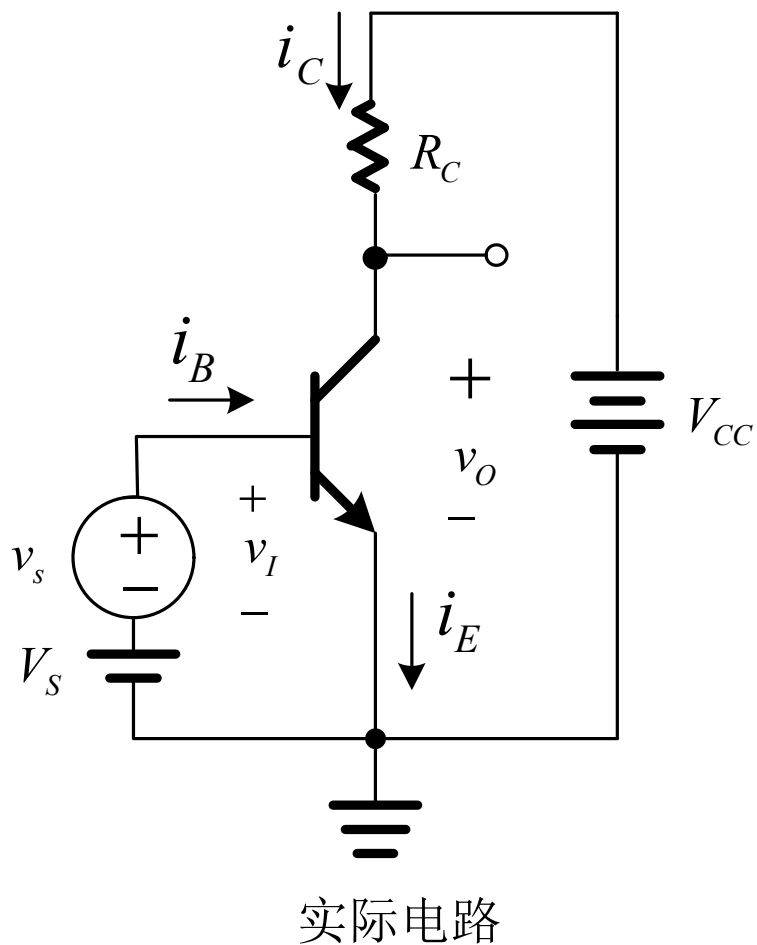 i_C
R_C
i_B
+
V_CC
v_O
+
−
+
v_I
−
v_s
+
−
i_E
V_S
实际电路